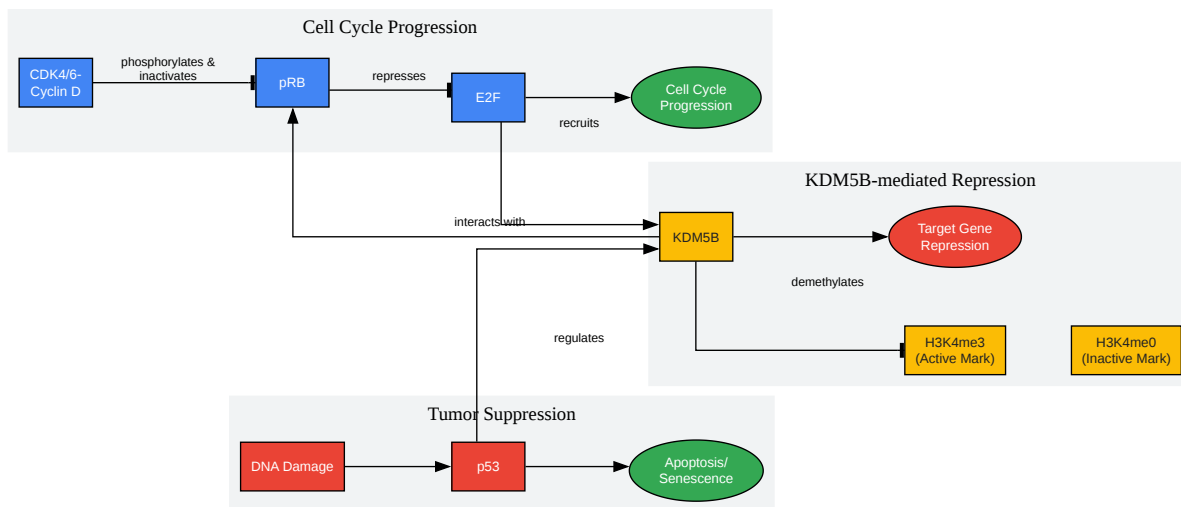 Cell Cycle Progression
CDK4/6-
Cyclin D
phosphorylates &
inactivates
pRB
represses
E2F
recruits
Cell Cycle
Progression
KDM5B-mediated Repression
interacts with
KDM5B
Target Gene
Repression
demethylates
regulates
H3K4me3
(Active Mark)
H3K4me0
(Inactive Mark)
Tumor Suppression
DNA Damage
p53
Apoptosis/
Senescence